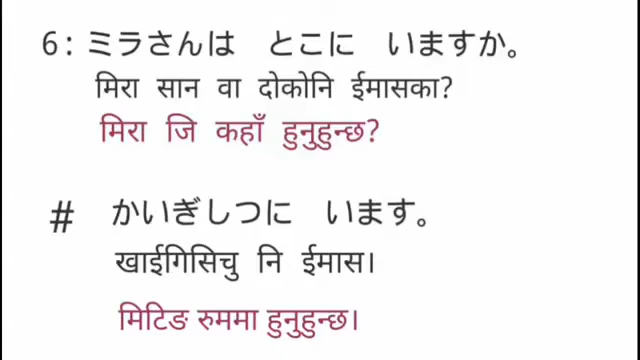 6: ミラさんは とこに いますか。
मिरा सान वा दोकोनि ईमासका?
मिरा जि कहाँ हुनुहुन्छ?
# かいぎしつに います。
खाईगिसिचु नि ईमास।
मिटिङ रुममा हुनुहुन्छ।